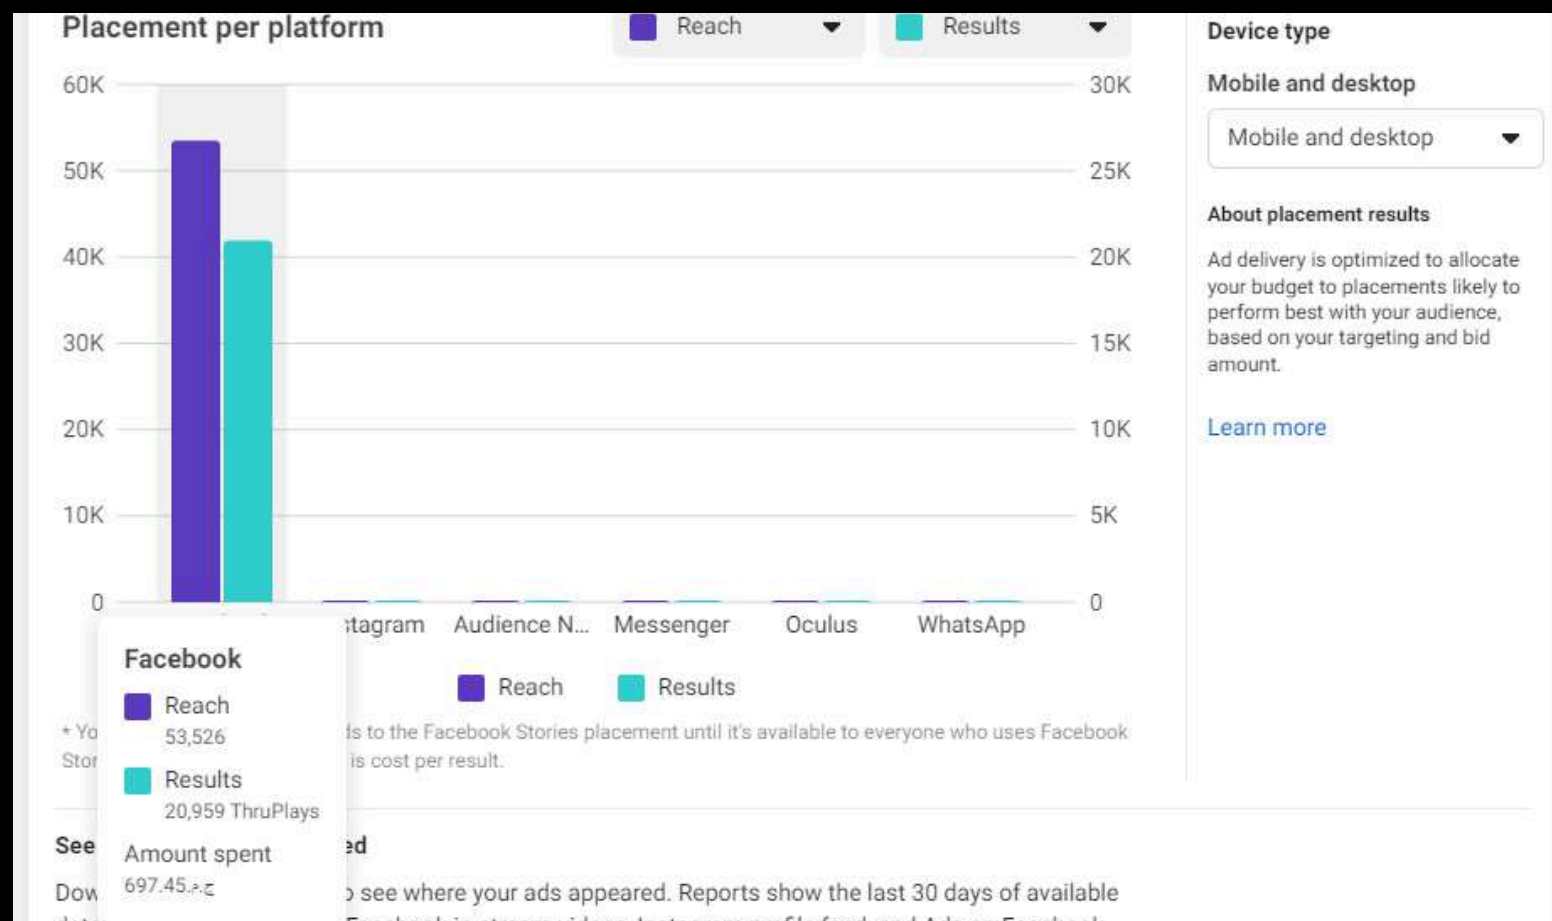 Placement per platform
Reach
Results
60K
30K
50K
25K
40K
20K
30K
15K
20K
10K
10K
5K
0
0
stagram Audience N... Messenger Oculus WhatsApp
Reach Results
Facebook
Reach
53,526
Results
20,959 ThruPlays
Amount spent
697.45.ج.م
* Yo ds to the Facebook Stories placement until it's available to everyone who uses Facebook
Stor is cost per result.
See ed
Dow o see where your ads appeared. Reports show the last 30 days of available
Device type
Mobile and desktop
Mobile and desktop
About placement results
Ad delivery is optimized to allocate
your budget to placements likely to
perform best with your audience,
based on your targeting and bid
amount.
Learn more